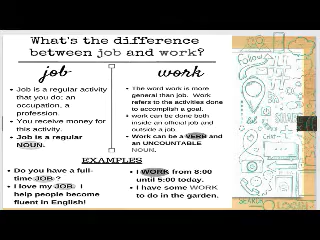 What's the difference
between job and work?
job
work
• Job is a regular activity
that you do; an
occupation, a
profession.
• You receive money for
this activity.
• Job is a regular
NOUN.
• The word work is more
general than job. Work
refers to the activities done
to accomplish a goal.
• work can be done both
inside an official job and
outside a job.
• Work can be a VERB and
an UNCOUNTABLE
NOUN.
EXAMPLES
• Do you have a full-
time JOB ?
• I love my JOB. I
help people become
fluent in English!
• I WORK from 8:00
until 5:00 today.
• I have some WORK
to do in the garden.
Follow
SEARCH